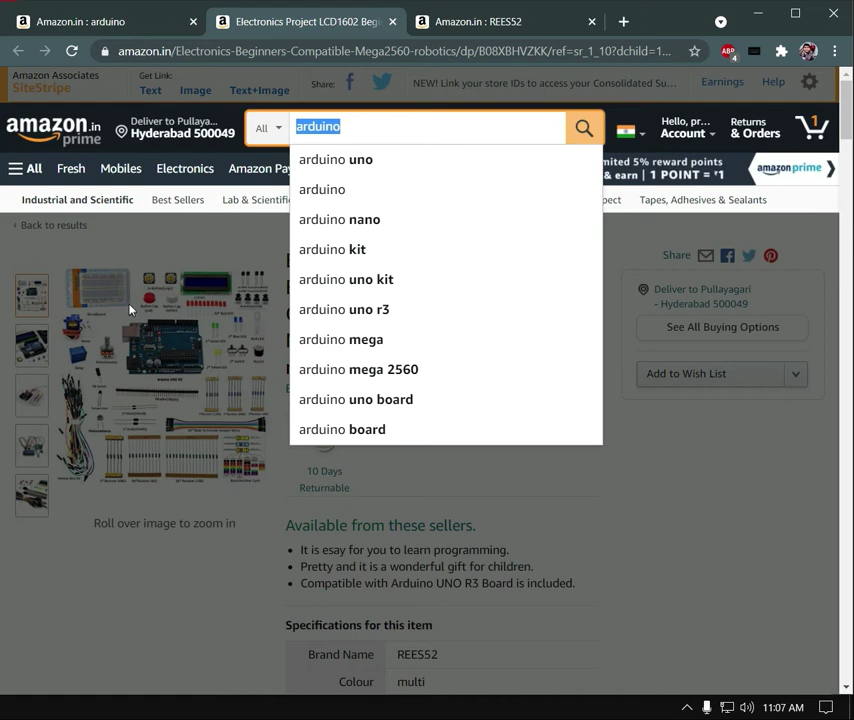 Amazon.in : arduino
Electronics Project LCD1602 Begi
Amazon.in : REES52
amazon.in/Electronics-Beginners-Compatible-Mega2560-robotics/dp/B08XBHVZKK/ref=sr_1_10?dchild=1...
ABP
4
Amazon Associates
SiteStripe
Get Link:
Text Image Text+Image
Share:
NEW! Link your store IDs to access your Consolidated Su...
Earnings
Help
amazon.in
prime
Deliver to Pullaya...
Hyderabad 500049
All
arduino
Hello, pr...
Account
Returns
& Orders
1
All Fresh Mobiles Electronics Amazon Pay
mited 5% reward points
| 1 POINT = ₹1
amazon prime
Industrial and Scientific Best Sellers Lab & Scientific
pect Tapes, Adhesives & Sealants
‹ Back to results
arduino uno
arduino
arduino nano
arduino kit
arduino uno kit
arduino uno r3
arduino mega
arduino mega 2560
arduino uno board
arduino board
Share
Deliver to Pullayagari
- Hyderabad 500049
See All Buying Options
Add to Wish List
10 Days
Returnable
Roll over image to zoom in
Available from these sellers.
• It is esay for you to learn programming.
• Pretty and it is a wonderful gift for children.
• Compatible with Arduino UNO R3 Board is included.
Specifications for this item
Brand Name REES52
Colour multi
11:07 AM